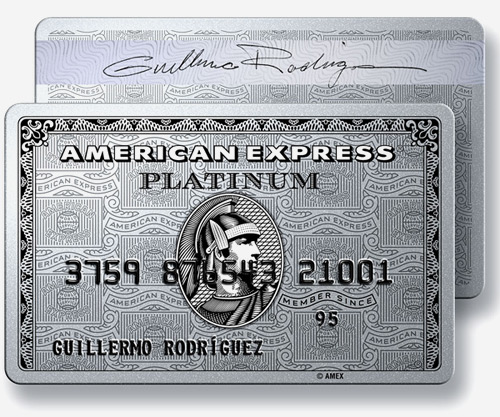 AMERICAN EXPRESS
PLATINUM
3759 876543 21001
MEMBER SINCE
95
GUILLERMO RODRÍGUEZ
© AMEX